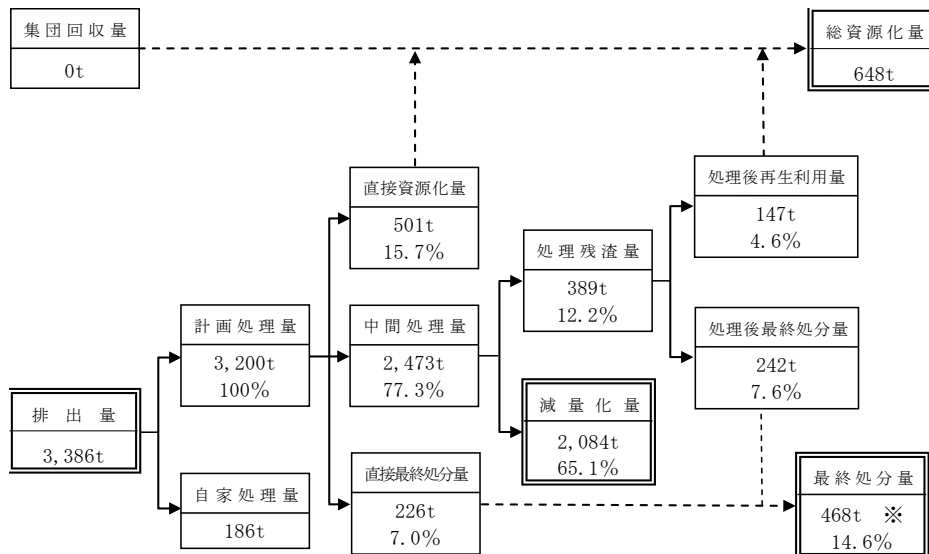 集団回収量
0t
総資源化量
648t
直接資源化量
501t
15.7%
処理後再生利用量
147t
4.6%
処理残渣量
389t
12.2%
計画処理量
3,200t
100%
中間処理量
2,473t
77.3%
処理後最終処分量
242t
7.6%
排出量
3,386t
減量化量
2,084t
65.1%
自家処理量
186t
直接最終処分量
226t
7.0%
最終処分量
468t ※
14.6%